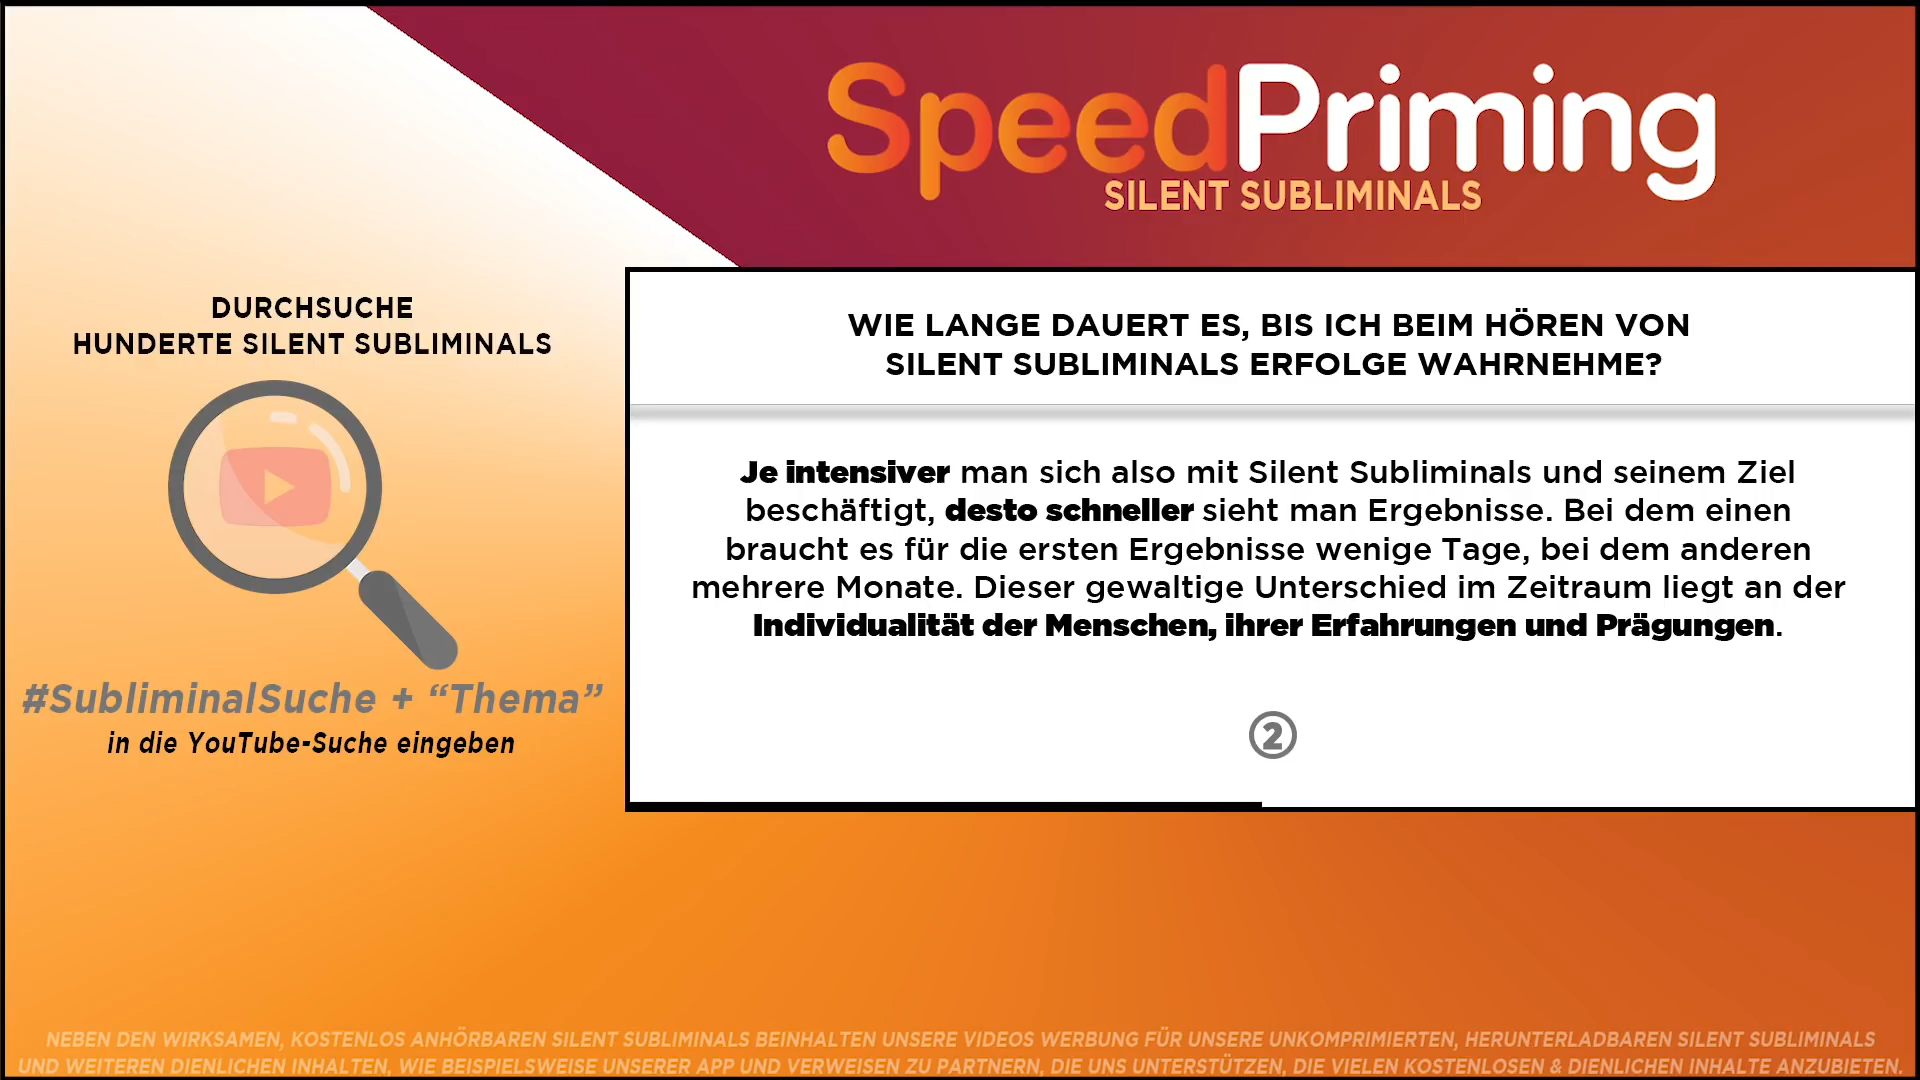 SpeedPriming
SILENT SUBLIMINALS
DURCHSUCHE
HUNDERTE SILENT SUBLIMINALS
#SubliminalSuche + “Thema”
in die YouTube-Suche eingeben
WIE LANGE DAUERT ES, BIS ICH BEIM HÖREN VON
SILENT SUBLIMINALS ERFOLGE WAHRNEHME?
Je intensiver man sich also mit Silent Subliminals und seinem Ziel
beschäftigt, desto schneller sieht man Ergebnisse. Bei dem einen
braucht es für die ersten Ergebnisse wenige Tage, bei dem anderen
mehrere Monate. Dieser gewaltige Unterschied im Zeitraum liegt an der
Individualität der Menschen, ihrer Erfahrungen und Prägungen.
2
NEBEN DEN WIRKSAMEN, KOSTENLOS ANHÖRBAREN SILENT SUBLIMINALS BEINHALTEN UNSERE VIDEOS WERBUNG FÜR UNSERE UNKOMPRIMIERTEN, HERUNTERLADBAREN SILENT SUBLIMINALS
UND WEITEREN DIENLICHEN INHALTEN, WIE BEISPIELSWEISE UNSERER APP UND VERWEISEN ZU PARTNERN, DIE UNS UNTERSTÜTZEN, DIE VIELEN KOSTENLOSEN & DIENLICHEN INHALTE ANZUBIETEN.